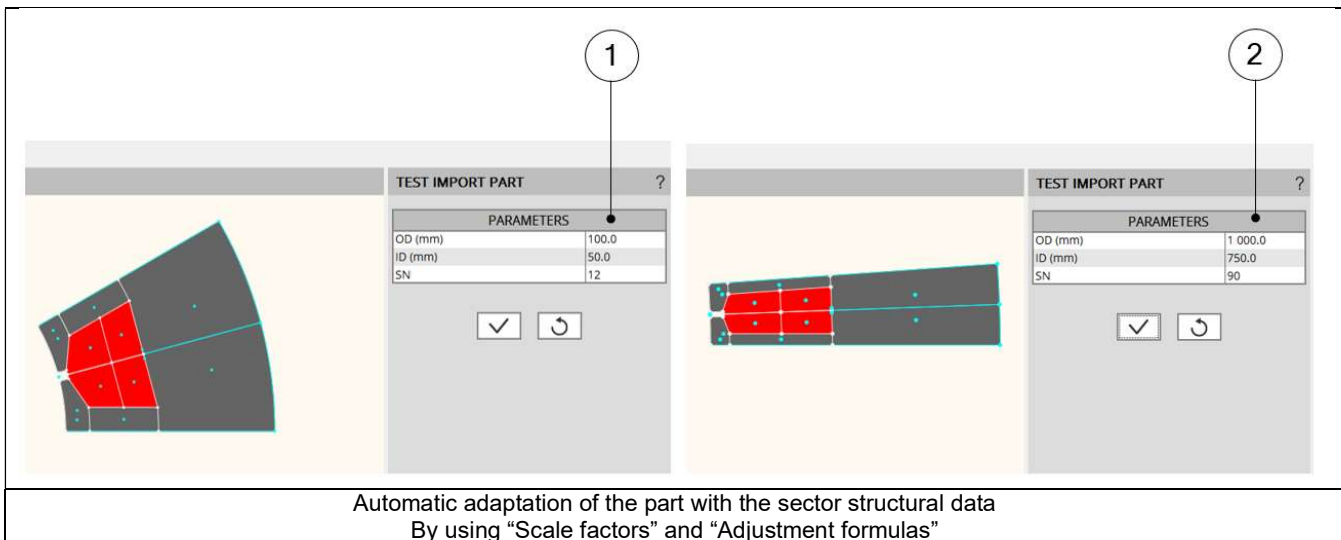 1
2
TEST IMPORT PART ?
PARAMETERS
OD (mm) 100.0
ID (mm) 50.0
SN 12
TEST IMPORT PART ?
PARAMETERS
OD (mm) 1 000.0
ID (mm) 750.0
SN 90
Automatic adaptation of the part with the sector structural data
By using “Scale factors” and “Adjustment formulas”